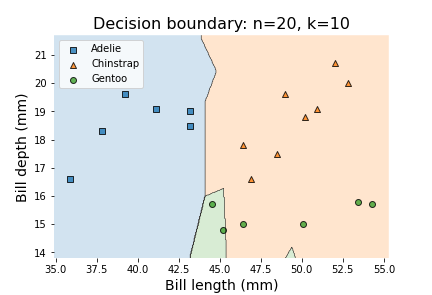 Decision boundary: n=20, k=10
Adelie
Chinstrap
Gentoo
21
20
19
18
17
16
15
14
Bill depth (mm)
35.0 37.5 40.0 42.5 45.0 47.5 50.0 52.5 55.0
Bill length (mm)